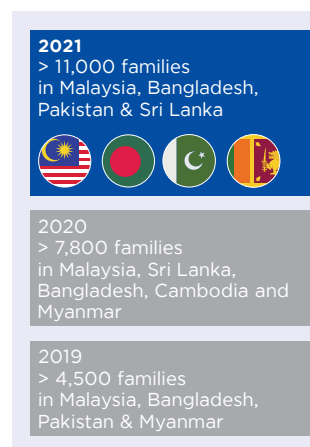 2021
> 11,000 families
in Malaysia, Bangladesh,
Pakistan & Sri Lanka
2020
> 7,800 families
in Malaysia, Sri Lanka,
Bangladesh, Cambodia and
Myanmar
2019
> 4,500 families
in Malaysia, Bangladesh,
Pakistan & Myanmar